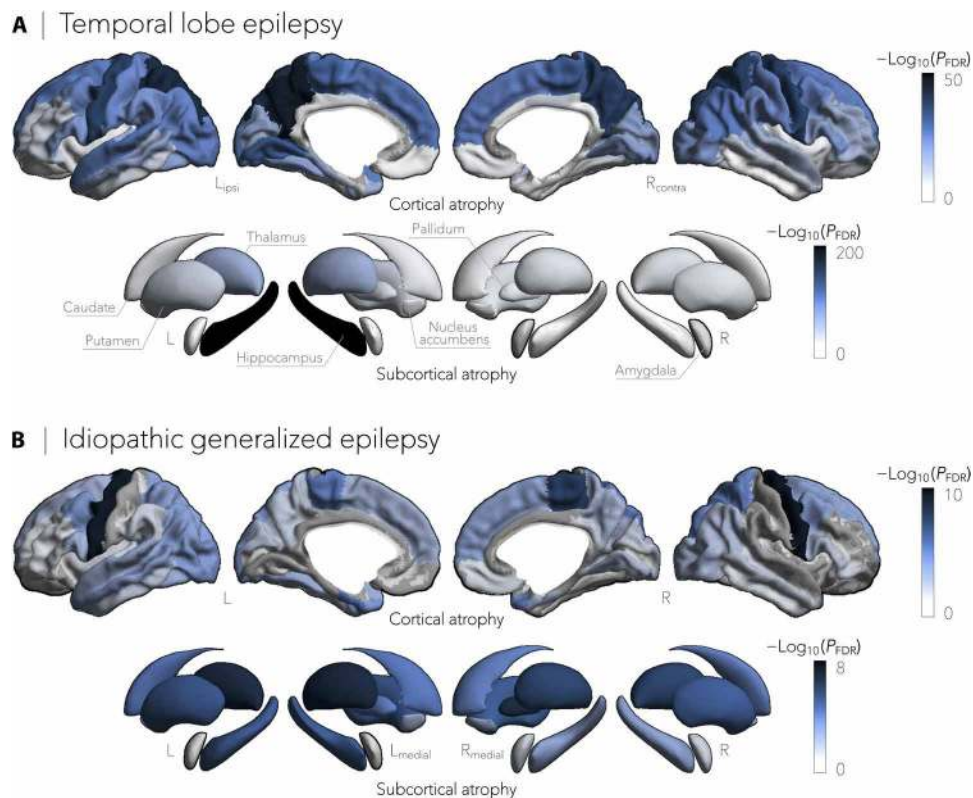 A | Temporal lobe epilepsy
−Log10(PFDR)
50
0
Lipsi
Rcontra
Cortical atrophy
−Log10(PFDR)
200
0
Thalamus
Pallidum
Caudate
Putamen
L
Hippocampus
Nucleus
accumbens
R
Amygdala
Subcortical atrophy
B | Idiopathic generalized epilepsy
−Log10(PFDR)
10
0
L
R
Cortical atrophy
−Log10(PFDR)
8
0
L
Lmedial
Rmedial
R
Subcortical atrophy